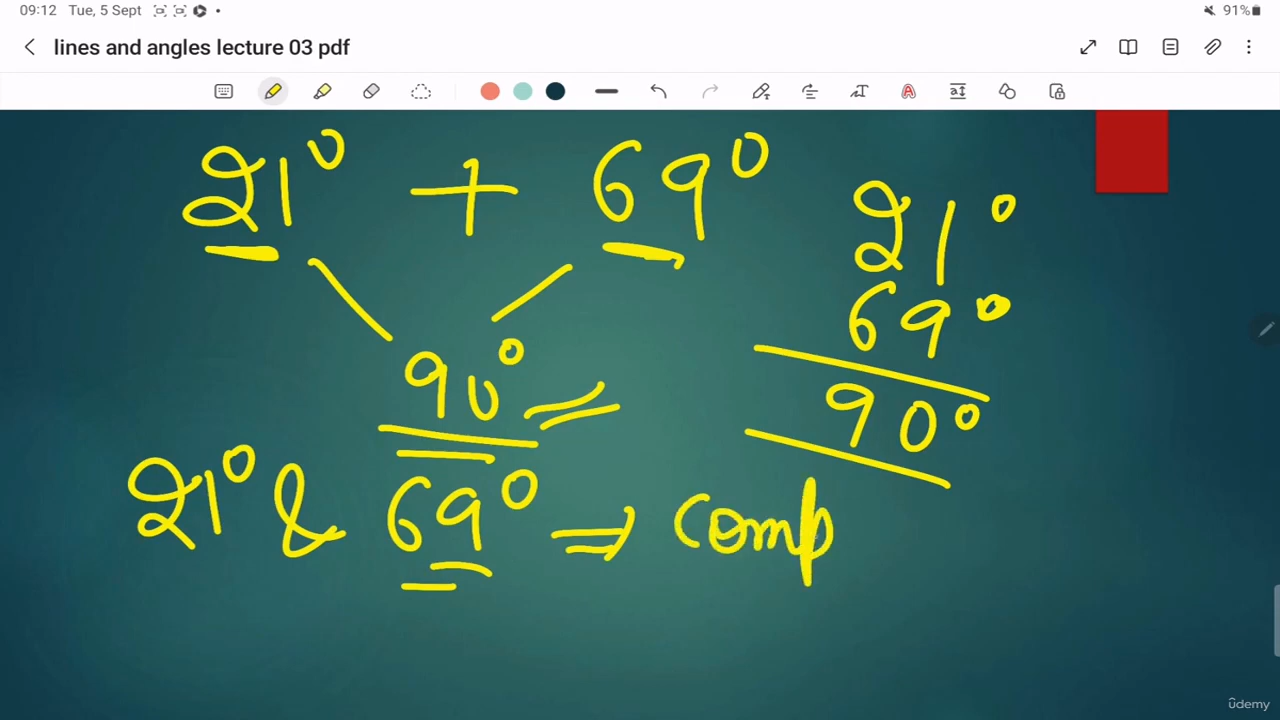 09:12 Tue, 5 Sept 91%
lines and angles lecture 03 pdf
21° + 69°
90°
21°
69°
90°
21° & 69° ⇒ comp
ûdemy